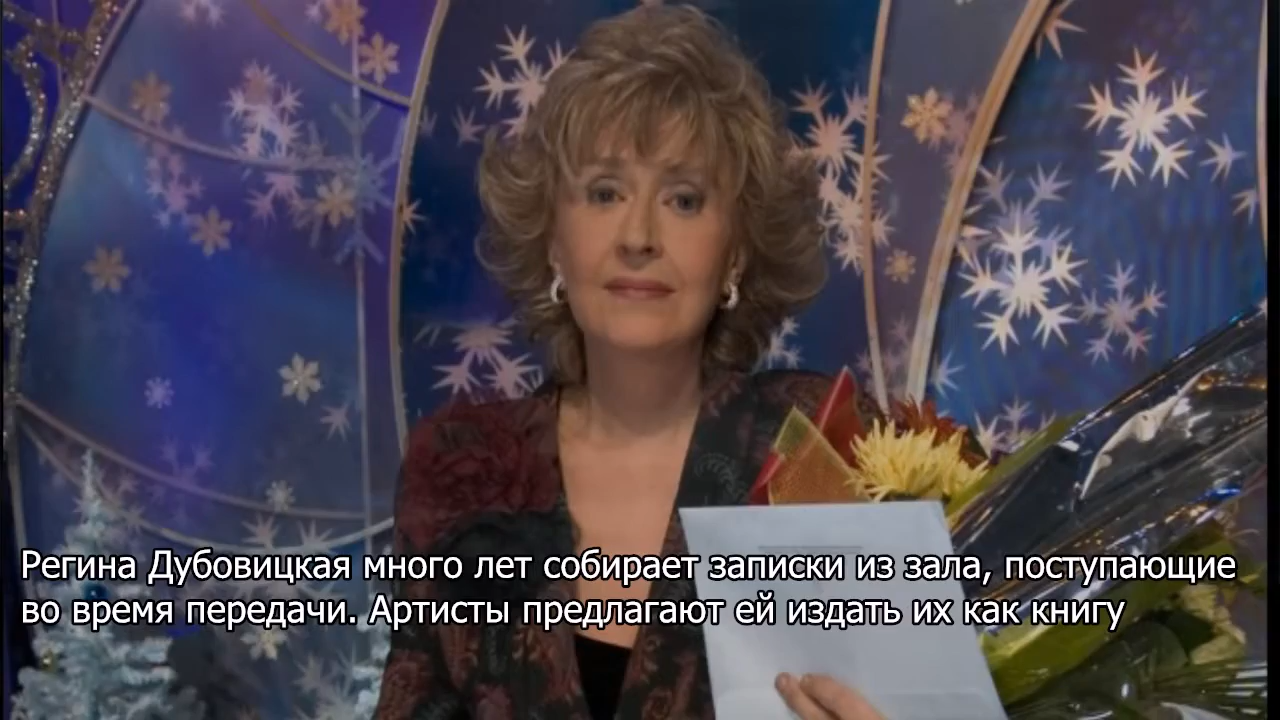 Регина Дубовицкая много лет собирает записки из зала, поступающие
во время передачи. Артисты предлагают ей издать их как книгу